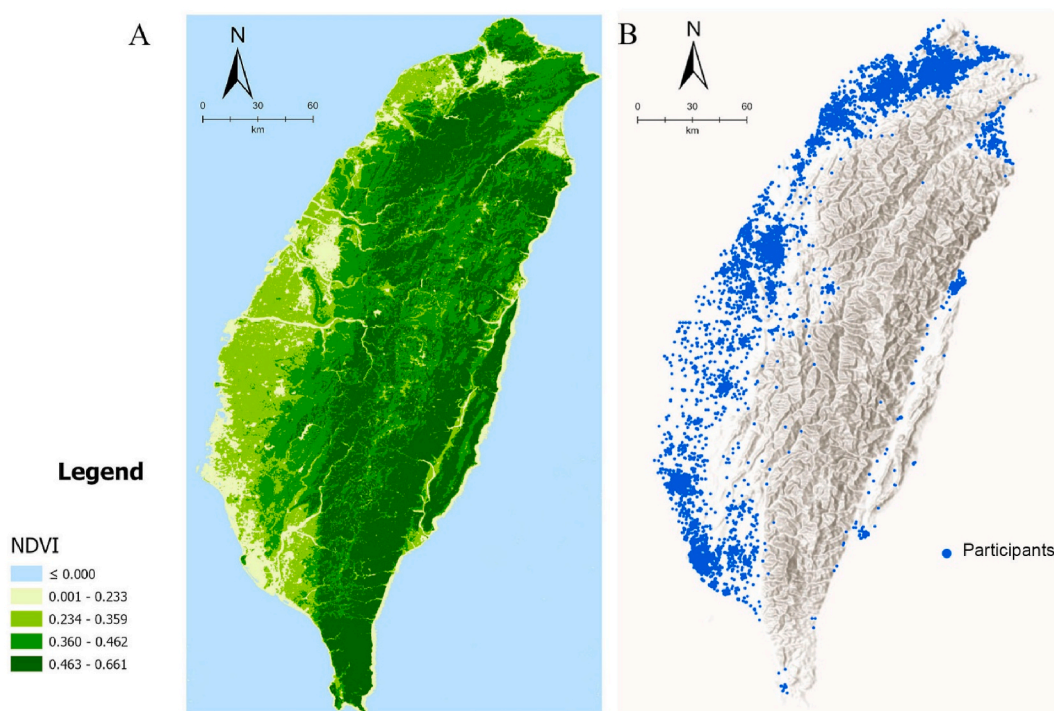 A
N
0 30 60
km
Legend
NDVI
≤ 0.000
0.001 - 0.233
0.234 - 0.359
0.360 - 0.462
0.463 - 0.661
B
N
0 30 60
km
Participants